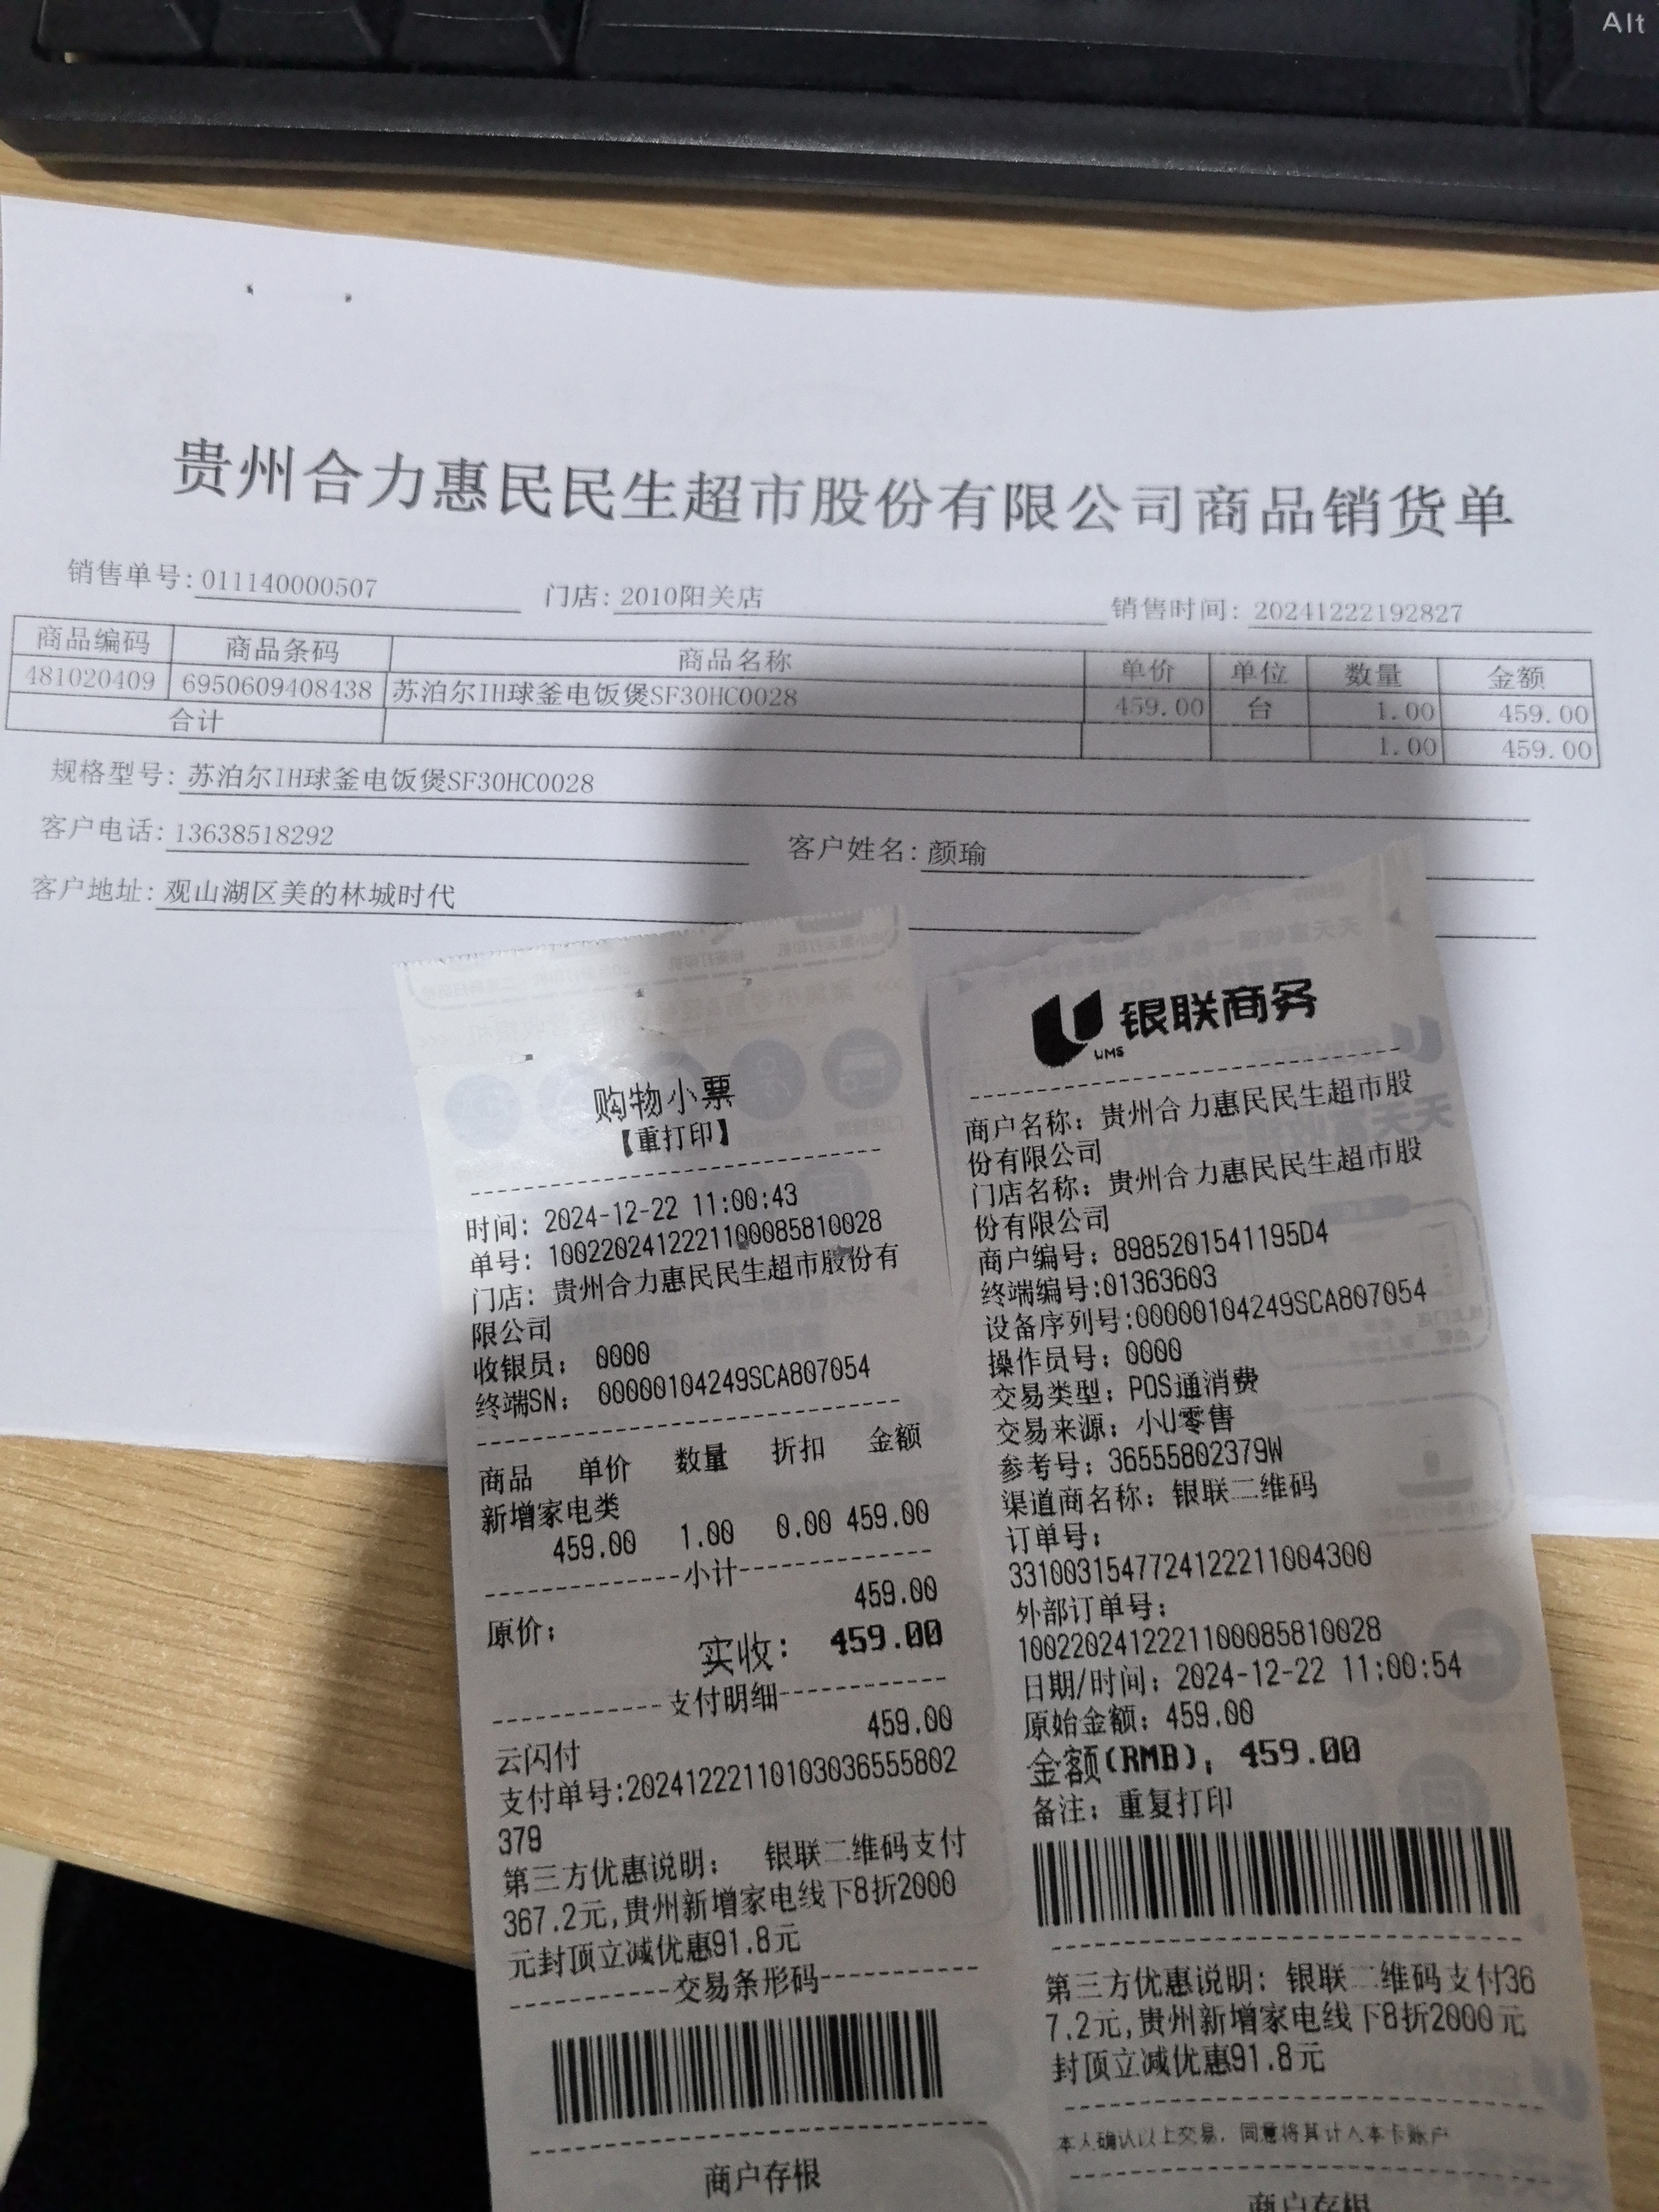 Alt
贵州合力惠民民生超市股份有限公司商品销货单
销售单号: 011140000507 门店: 2010阳关店 销售时间: 20241222192827
商品编码 商品条码 商品名称 单价 单位 数量 金额
481020409 6950609408438 苏泊尔IH球釜电饭煲SF30HC0028 459.00 台 1.00 459.00
合计 1.00 459.00
规格型号: 苏泊尔IH球釜电饭煲SF30HC0028
客户电话: 13638518292 客户姓名: 颜瑜
客户地址: 观山湖区美的林城时代
购物小票
【重打印】
时间: 2024-12-22 11:00:43
单号: 1002202412221100085810028
门店: 贵州合力惠民民生超市股份有
限公司
收银员: 0000
终端SN: 00000104249SCA807054
商品 单价 数量 折扣 金额
新增家电类
459.00 1.00 0.00 459.00
小计
459.00
原价:
实收: 459.00
支付明细
459.00
云闪付
支付单号:2024122211010303655580２
379
第三方优惠说明: 银联二维码支付
367.2元,贵州新增家电线下8折2000
元封顶立减优惠91.8元
交易条形码
商户存根
银联商务
UMS
商户名称: 贵州合力惠民民生超市股
份有限公司
门店名称: 贵州合力惠民民生超市股
份有限公司
商户编号: 8985201541195D4
终端编号:01363603
设备序列号:00000104249SCA807054
操作员号: 0000
交易类型: POS通消费
交易来源: 小U零售
参考号: 36555802379W
渠道商名称: 银联二维码
订单号:
33100315477241222110043００
外部订单号:
1002202412221100085810028
日期/时间: 2024-12-22 11:00:54
原始金额: 459.00
金额(RMB): 459.00
备注: 重复打印
第三方优惠说明: 银联二维码支付36
7.2元,贵州新增家电线下8折2000元
封顶立减优惠91.8元
本人确认以上交易, 同意将其计入本卡账户
商户存根